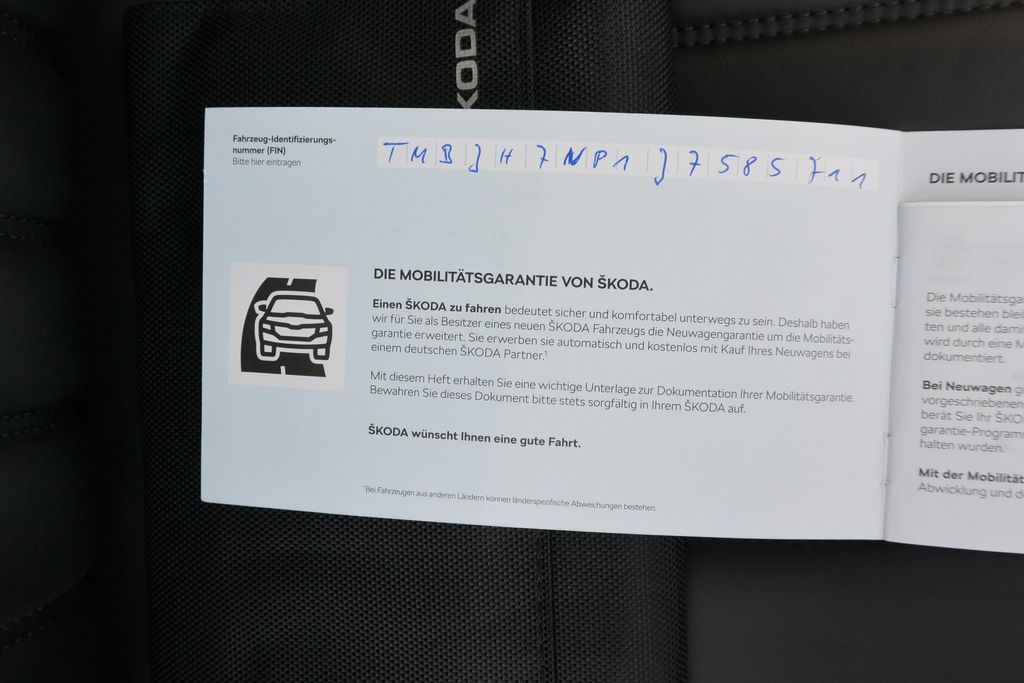 KODA
Fahrzeug-Identifizierungs-
nummer (FIN)
Bitte hier eintragen
TMBJH7NP1J7585711
DIE MOBILITÄTSGARANTIE VON ŠKODA.
Einen ŠKODA zu fahren bedeutet sicher und komfortabel unterwegs zu sein. Deshalb haben
wir für Sie als Besitzer eines neuen ŠKODA Fahrzeugs die Neuwagengarantie um die Mobilitäts-
garantie erweitert. Sie erwerben sie automatisch und kostenlos mit Kauf Ihres Neuwagens bei
einem deutschen ŠKODA Partner.¹
Mit diesem Heft erhalten Sie eine wichtige Unterlage zur Dokumentation Ihrer Mobilitätsgarantie.
Bewahren Sie dieses Dokument bitte stets sorgfältig in Ihrem ŠKODA auf.
ŠKODA wünscht Ihnen eine gute Fahrt.
¹Bei Fahrzeugen aus anderen Ländern können länderspezifische Abweichungen bestehen.
DIE MOBILIT
Die Mobilitätsga
sie bestehen blei
ten und alle dami
wird durch eine M
dokumentiert.
Bei Neuwagen g
vorgeschriebenen
berät Sie Ihr ŠKO
garantie-Program
halten wurden.
Mit der Mobilität
Abwicklung und d